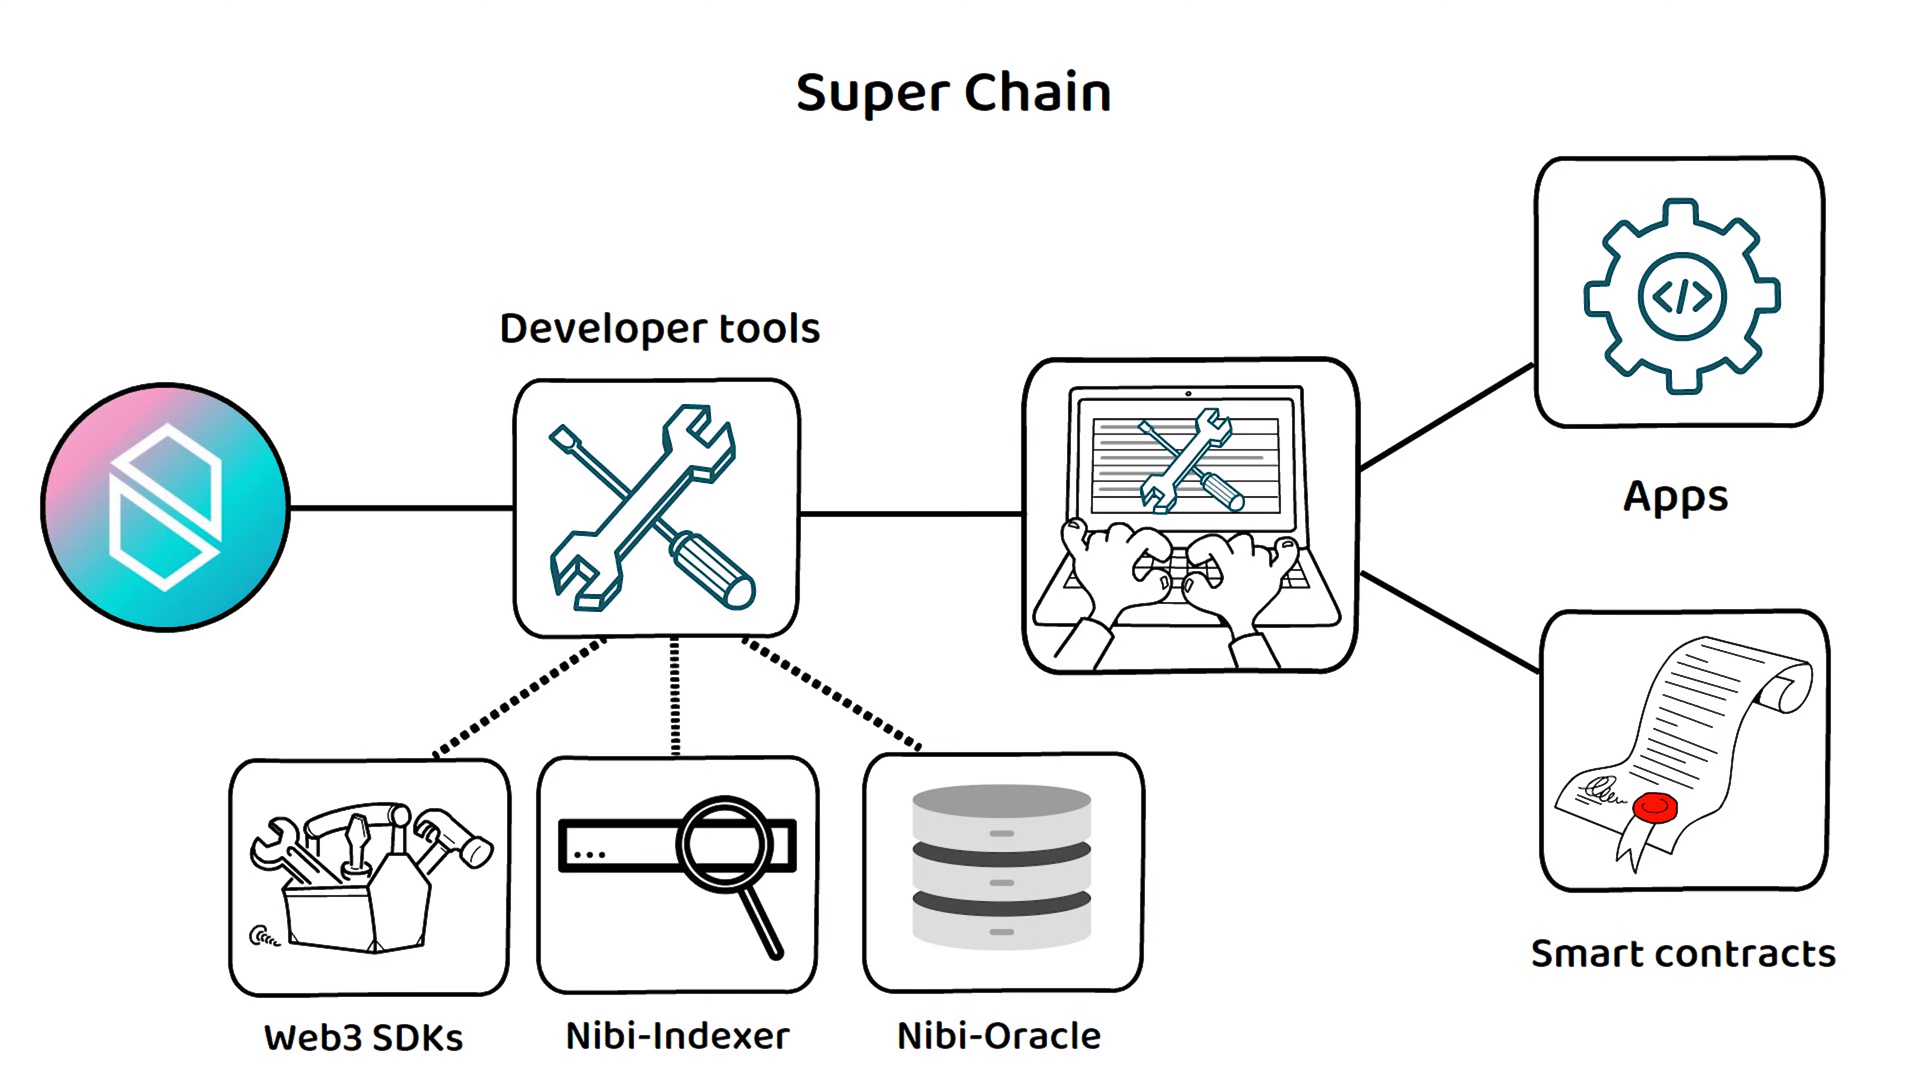 Super Chain
Developer tools
Apps
Smart contracts
Web3 SDKs
Nibi-Indexer
Nibi-Oracle